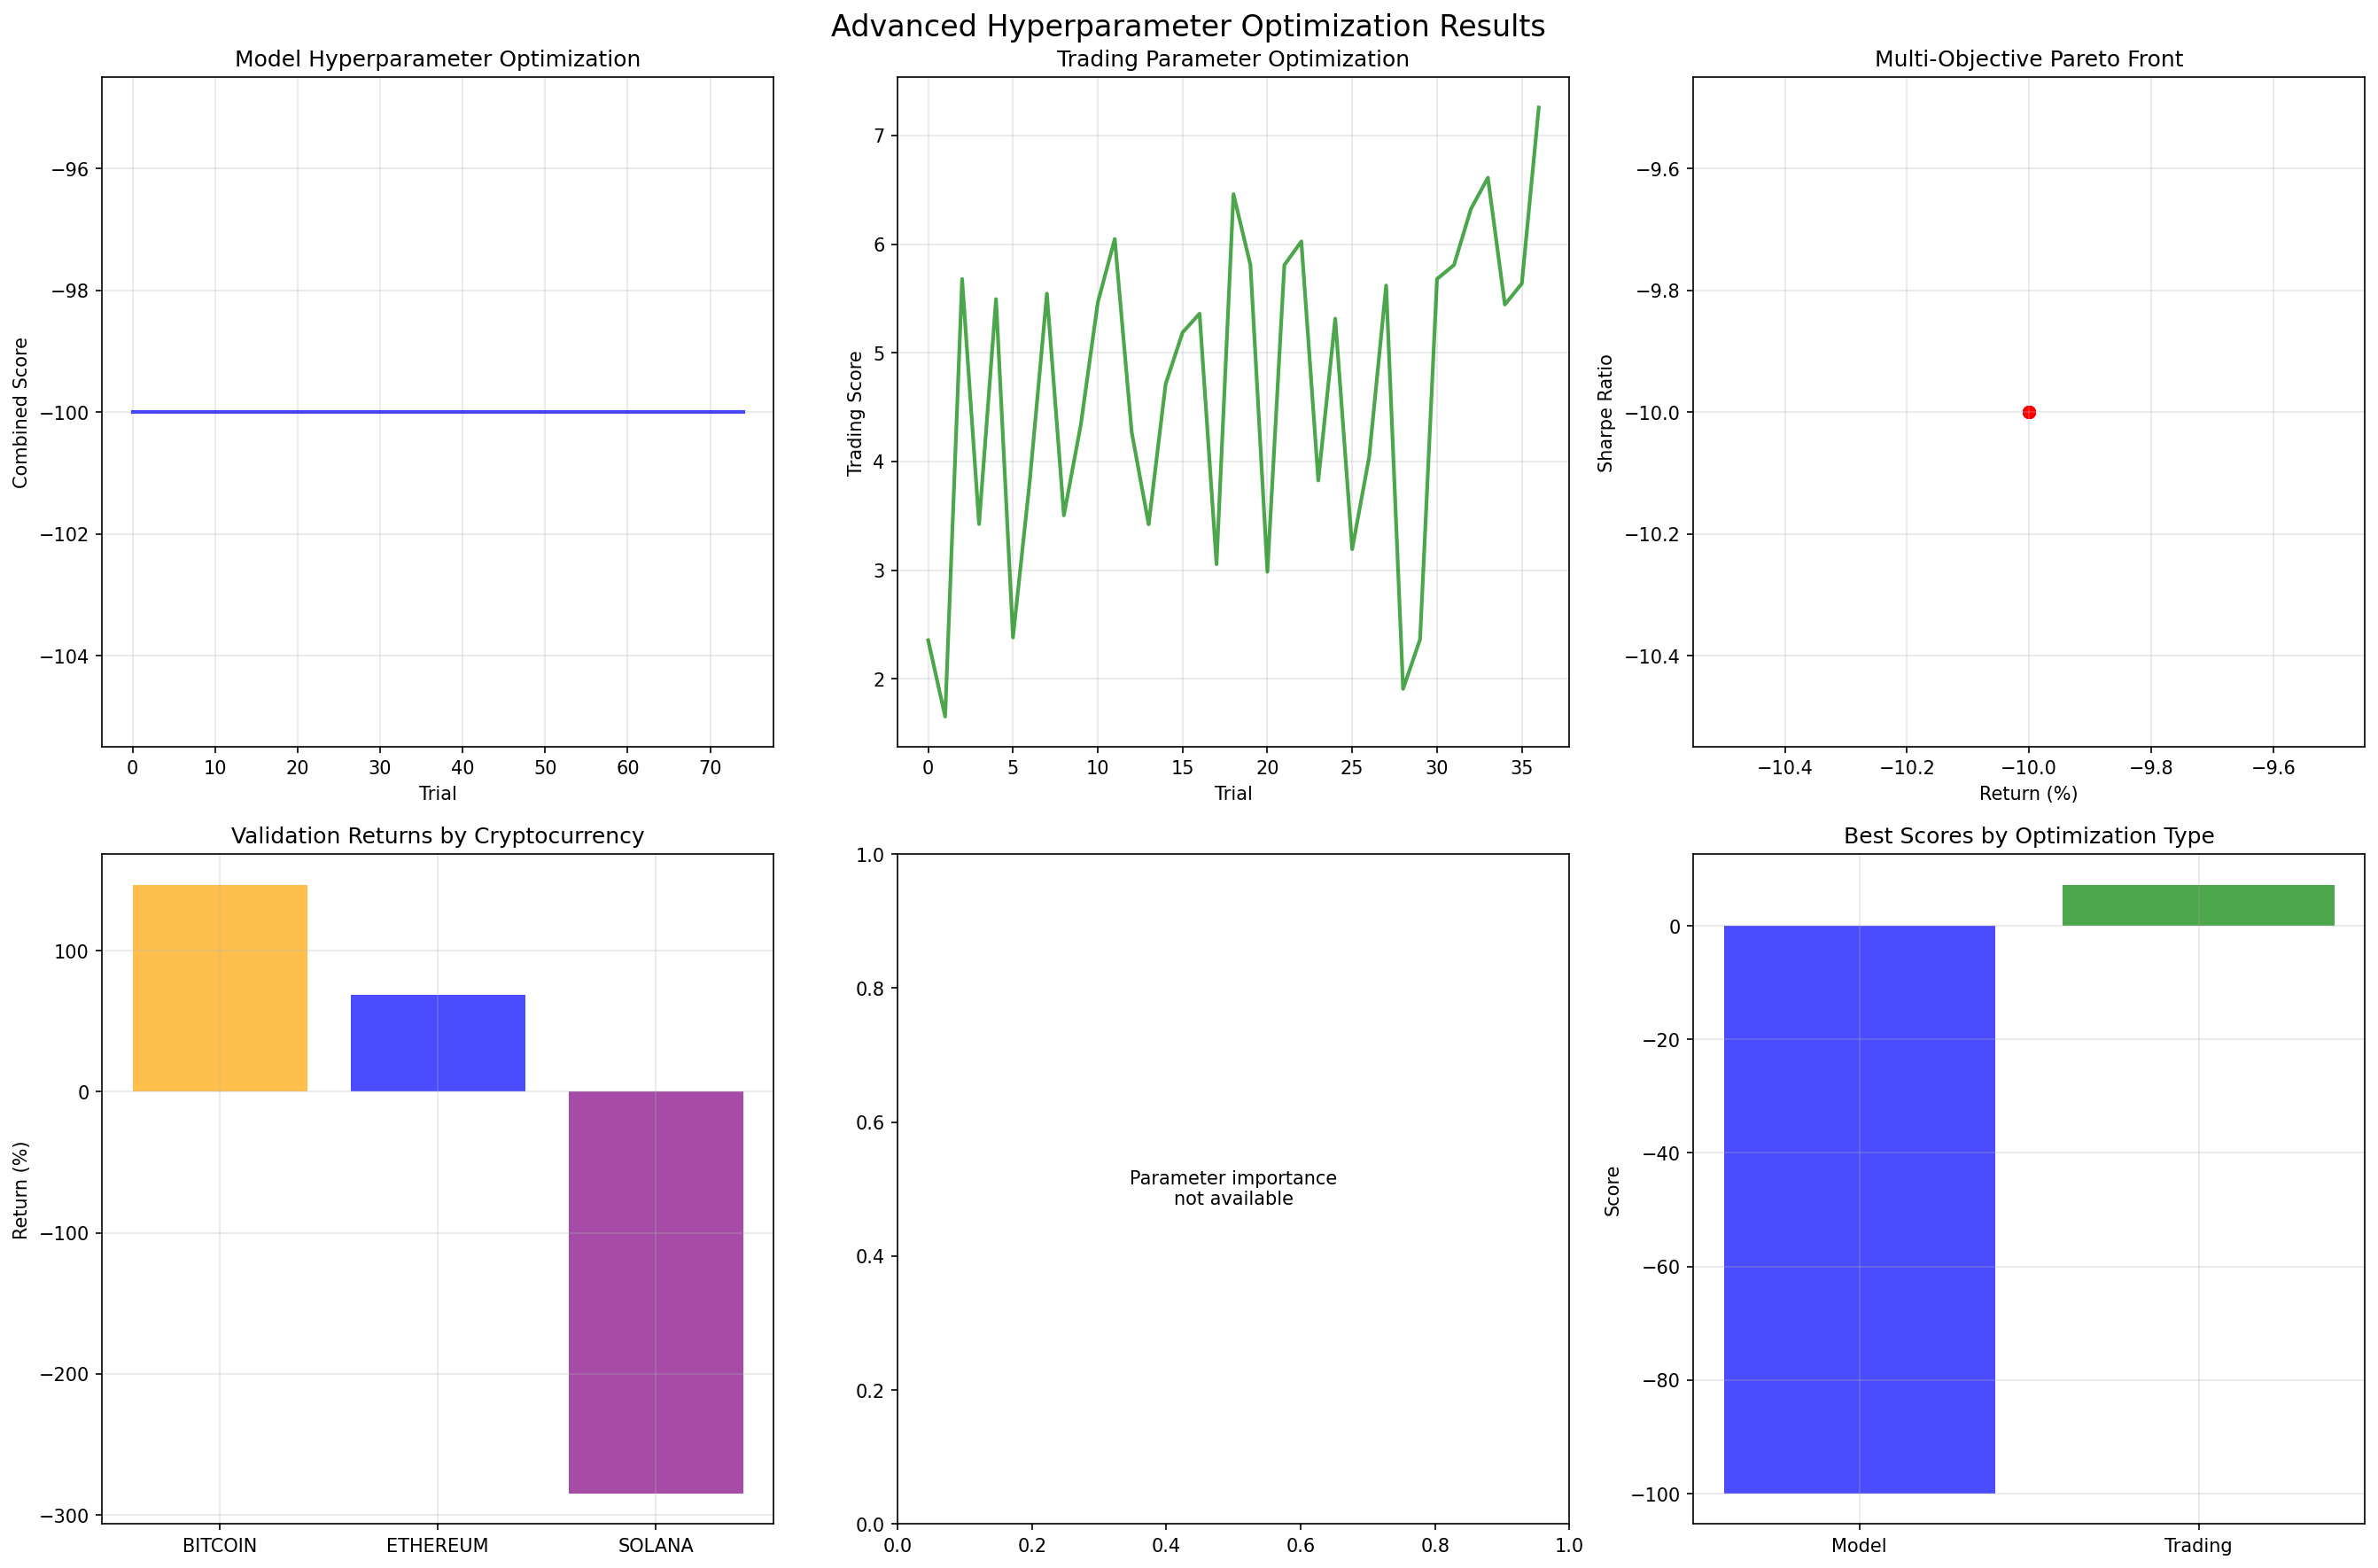 Advanced Hyperparameter Optimization Results
Model Hyperparameter Optimization
Combined Score
−96
−98
−100
−102
−104
0 10 20 30 40 50 60 70
Trial
Trading Parameter Optimization
Trading Score
7
6
5
4
3
2
0 5 10 15 20 25 30 35
Trial
Multi-Objective Pareto Front
Sharpe Ratio
−9.6
−9.8
−10.0
−10.2
−10.4
−10.4 −10.2 −10.0 −9.8 −9.6
Return (%)
Validation Returns by Cryptocurrency
Return (%)
100
0
−100
−200
−300
BITCOIN ETHEREUM SOLANA
1.0
0.8
0.6
0.4
0.2
0.0
Parameter importance
not available
0.0 0.2 0.4 0.6 0.8 1.0
Best Scores by Optimization Type
Score
0
−20
−40
−60
−80
−100
Model Trading